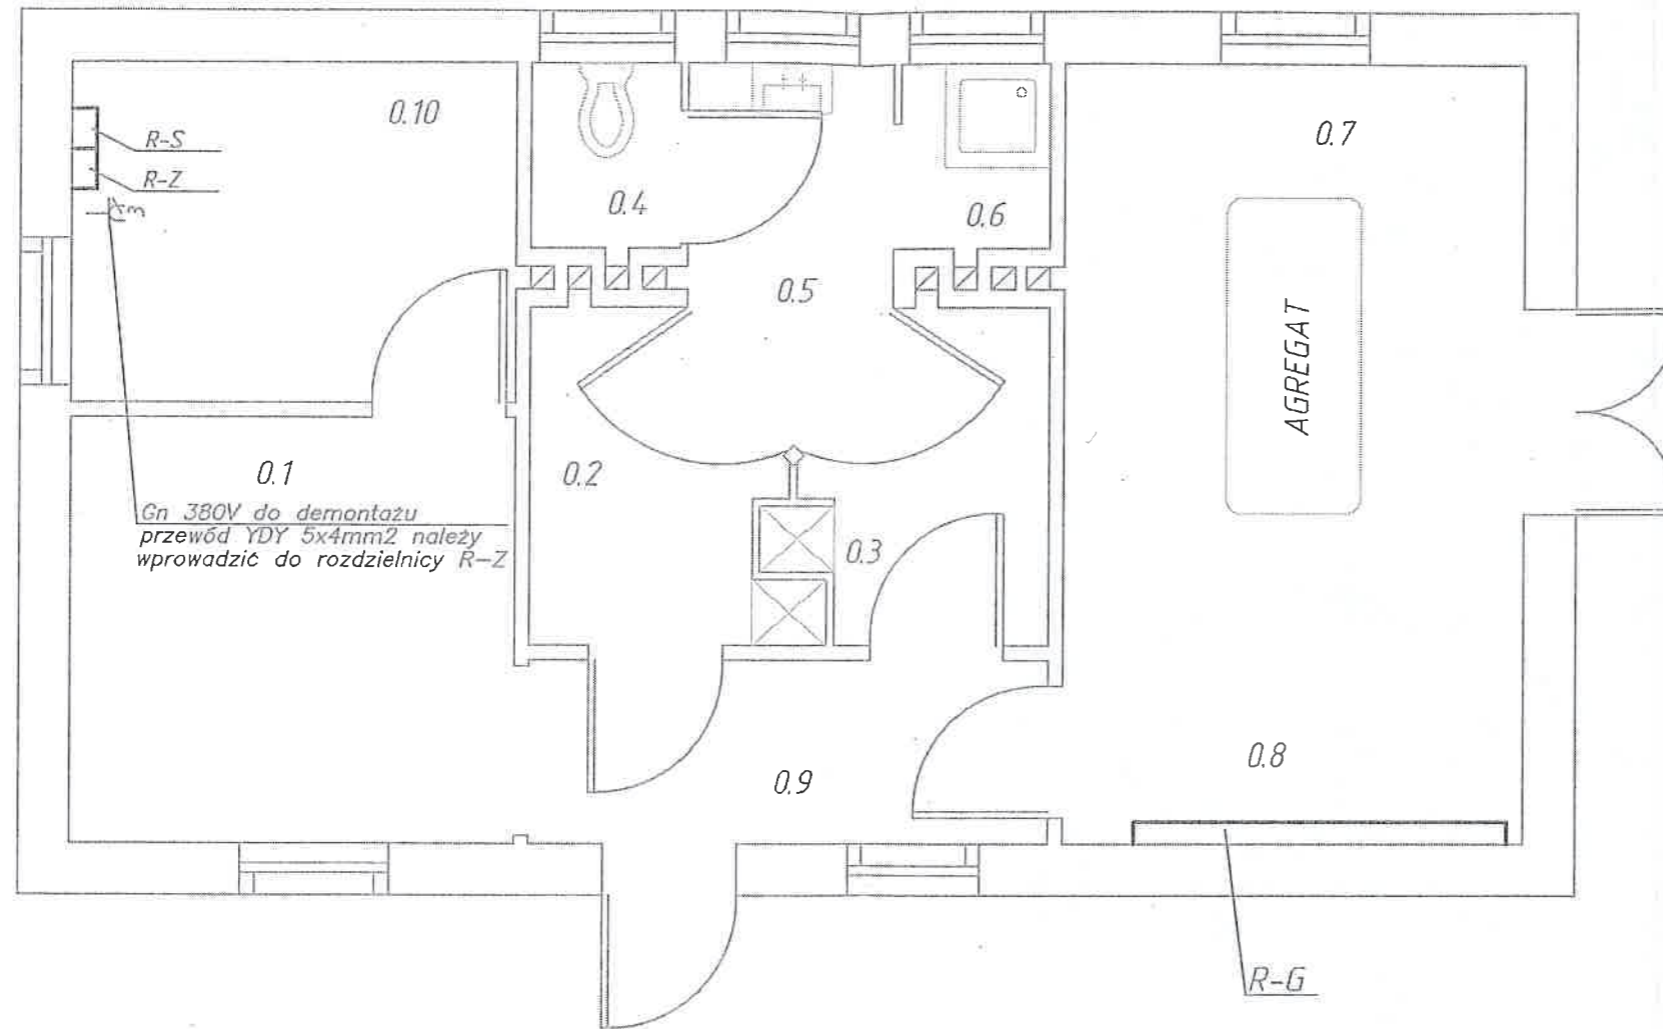 0.10
0.7
R-S
R-Z
0.4
0.6
0.5
AGREGAT
0.1
0.2
Gn 380V do demontażu
przewód YDY 5x4mm2 należy
wprowadzić do rozdzielnicy R-Z
0.3
0.8
0.9
R-G